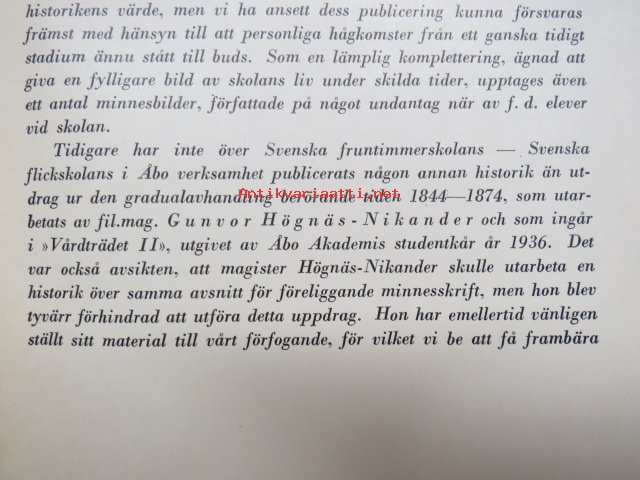 historikens värde, men vi ha ansett dess publicering kunna försvaras
främst med hänsyn till att personliga hågkomster från ett ganska tidigt
stadium ännu stått till buds. Som en lämplig komplettering, ägnad att
giva en fylligare bild av skolans liv under skilda tider, upptages även
ett antal minnesbilder, författade på något undantag när av f. d. elever
vid skolan.
Tidigare har inte över Svenska fruntimmerskolans — Svenska
flickskolans i Åbo verksamhet publicerats någon annan historik än ut-
drag ur den gradualavhandling berörande tiden 1844—1874, som utar-
Antikvariaatti.net
betats av fil.mag. Gunvor Högnäs-Nikander och som ingår
i »Vårdträdet II», utgivet av Åbo Akademis studentkår år 1936. Det
var också avsikten, att magister Högnäs-Nikander skulle utarbeta en
historik över samma avsnitt för föreliggande minnesskrift, men hon blev
tyvärr förhindrad att utföra detta uppdrag. Hon har emellertid vänligen
ställt sitt material till vårt förfogande, för vilket vi be att få frambära